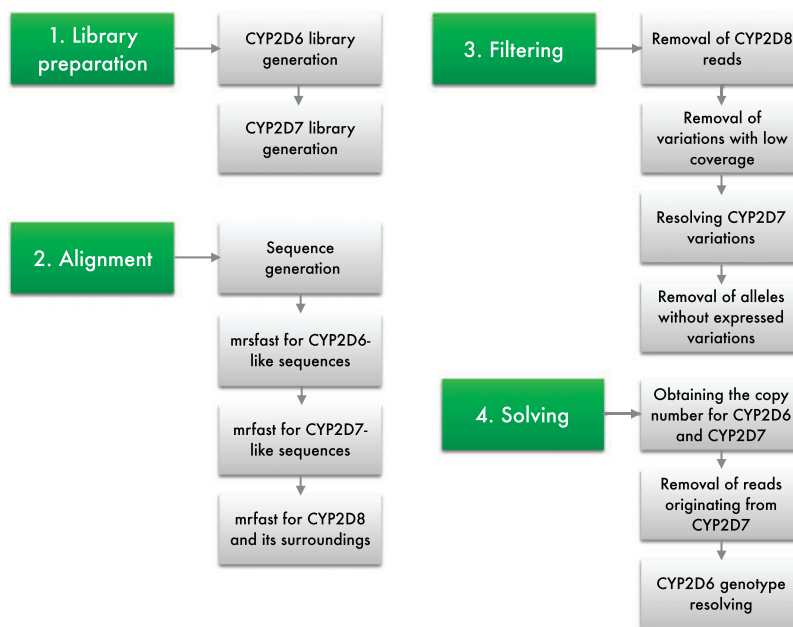 1. Library
preparation
CYP2D6 library
generation
CYP2D7 library
generation
2. Alignment
Sequence
generation
mrsfast for CYP2D6-
like sequences
mrfast for CYP2D7-
like sequences
mrfast for CYP2D8
and its surroundings
3. Filtering
Removal of CYP2D8
reads
Removal of
variations with low
coverage
Resolving CYP2D7
variations
Removal of alleles
without expressed
variations
4. Solving
Obtaining the copy
number for CYP2D6
and CYP2D7
Removal of reads
originating from
CYP2D7
CYP2D6 genotype
resolving